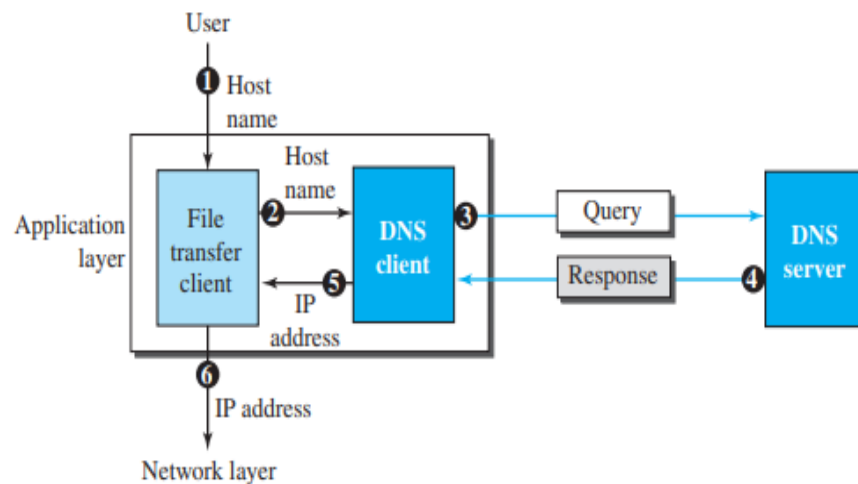 User
1
Host
name
Application
layer
File
transfer
client
2
Host
name
5
IP
address
DNS
client
3
Query
Response
4
DNS
server
6
IP address
Network layer